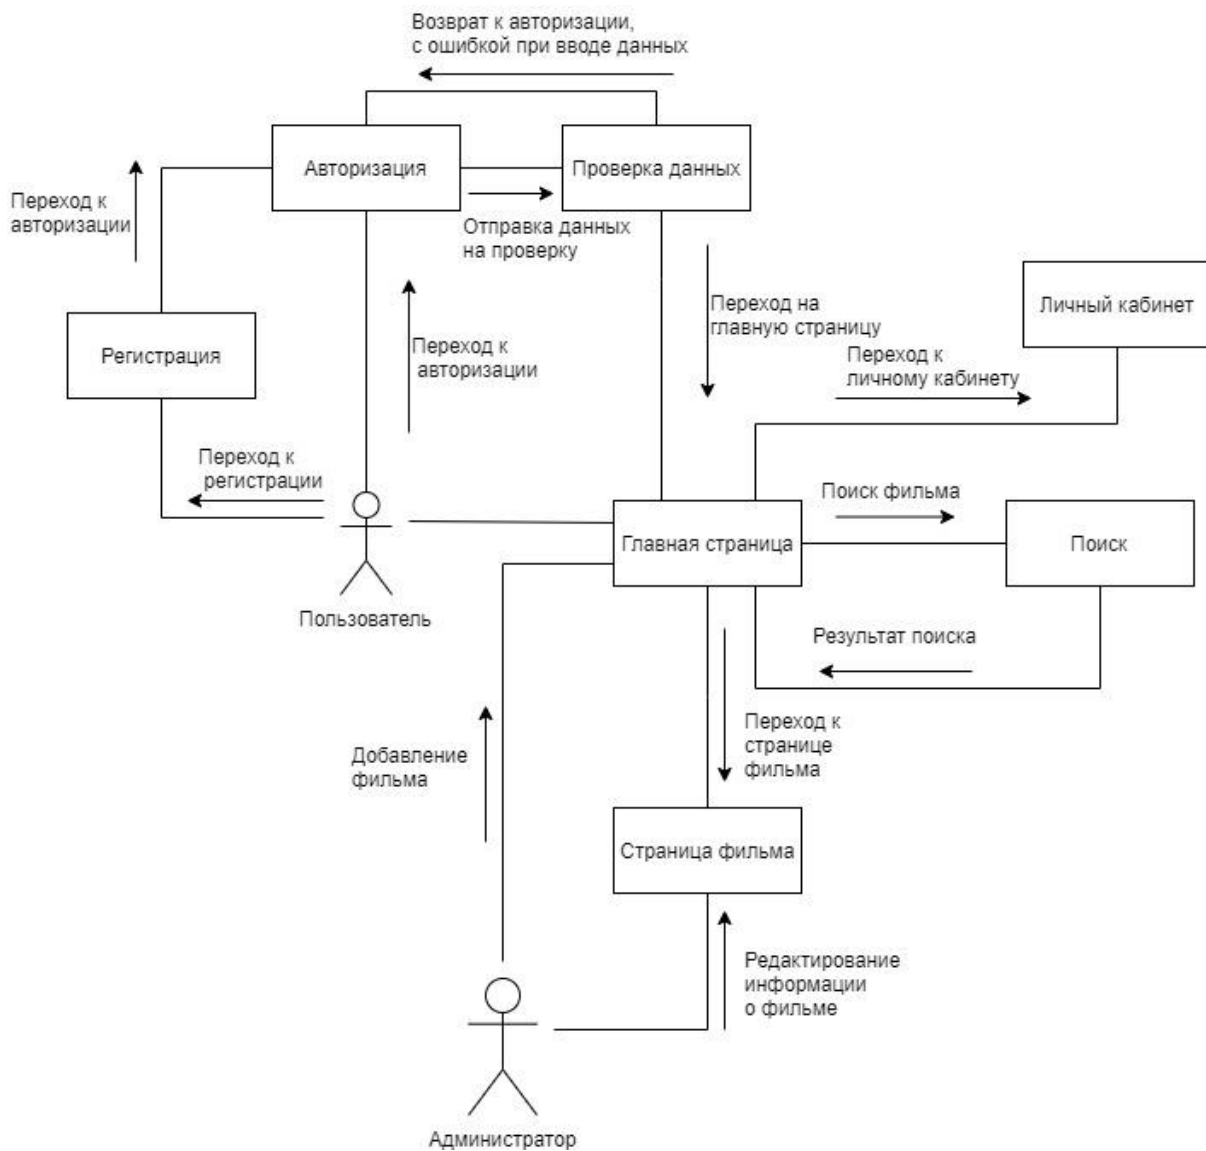 Возврат к авторизации,
с ошибкой при вводе данных
Авторизация
Проверка данных
Переход к
авторизации
Отправка данных
на проверку
Личный кабинет
Переход на
главную страницу
Регистрация
Переход к
авторизации
Переход к
личному кабинету
Переход к
регистрации
Поиск фильма
Главная страница
Поиск
Пользователь
Результат поиска
Переход к
странице
фильма
Добавление
фильма
Страница фильма
Редактирование
информации
о фильме
Администратор